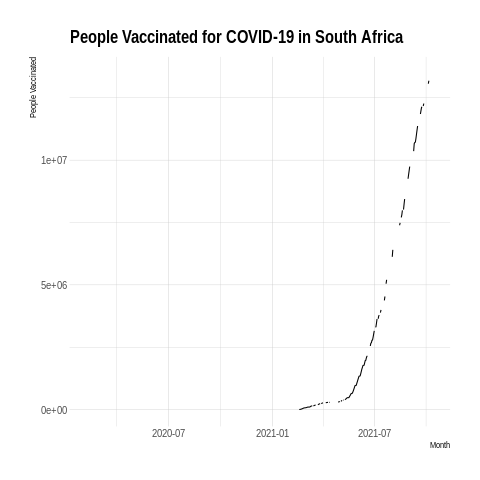 People Vaccinated for COVID-19 in South Africa
People Vaccinated
1e+07
5e+06
0e+00
2020-07 2021-01 2021-07
Month